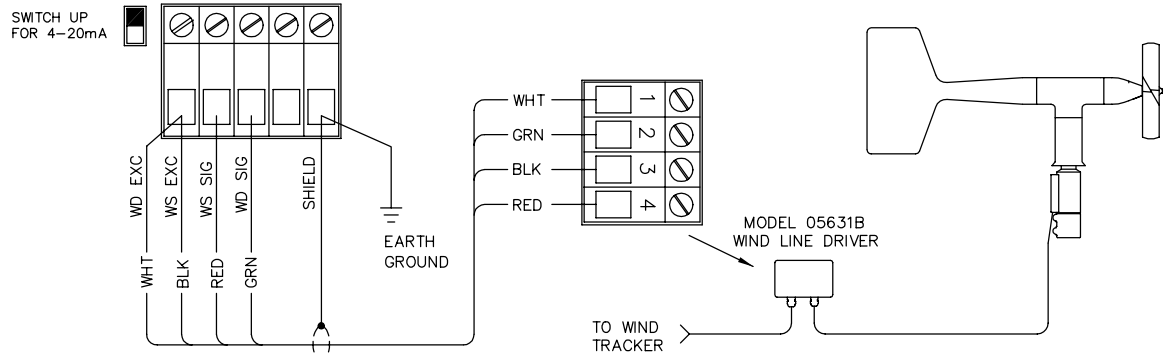 SWITCH UP
FOR 4-20mA
WD EXC
WS EXC
WS SIG
WD SIG
SHIELD
WHT
BLK
RED
GRN
EARTH
GROUND
WHT 1
GRN 2
BLK 3
RED 4
MODEL 05631B
WIND LINE DRIVER
TO WIND
TRACKER